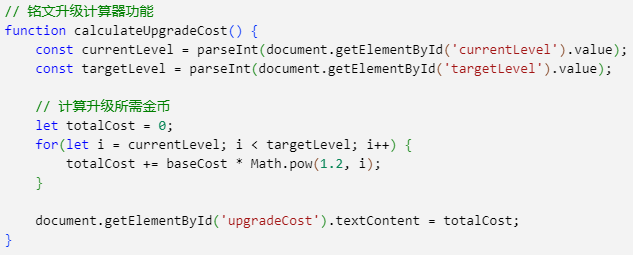 // 铭文升级计算器功能
function calculateUpgradeCost() {
    const currentLevel = parseInt(document.getElementById('currentLevel').value);
    const targetLevel = parseInt(document.getElementById('targetLevel').value);

    // 计算升级所需金币
    let totalCost = 0;
    for(let i = currentLevel; i < targetLevel; i++) {
        totalCost += baseCost * Math.pow(1.2, i);
    }

    document.getElementById('upgradeCost').textContent = totalCost;
}